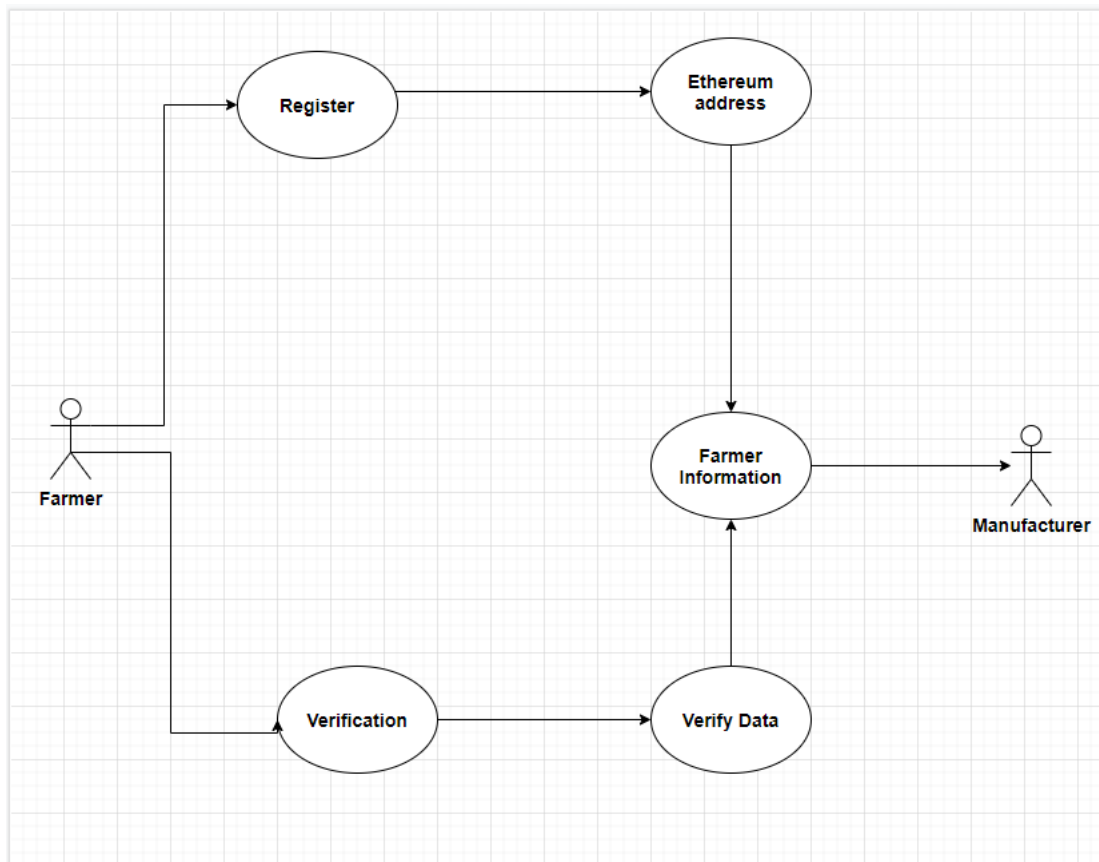 Register
Ethereum
address
Farmer
Farmer
Information
Manufacturer
Verification
Verify Data